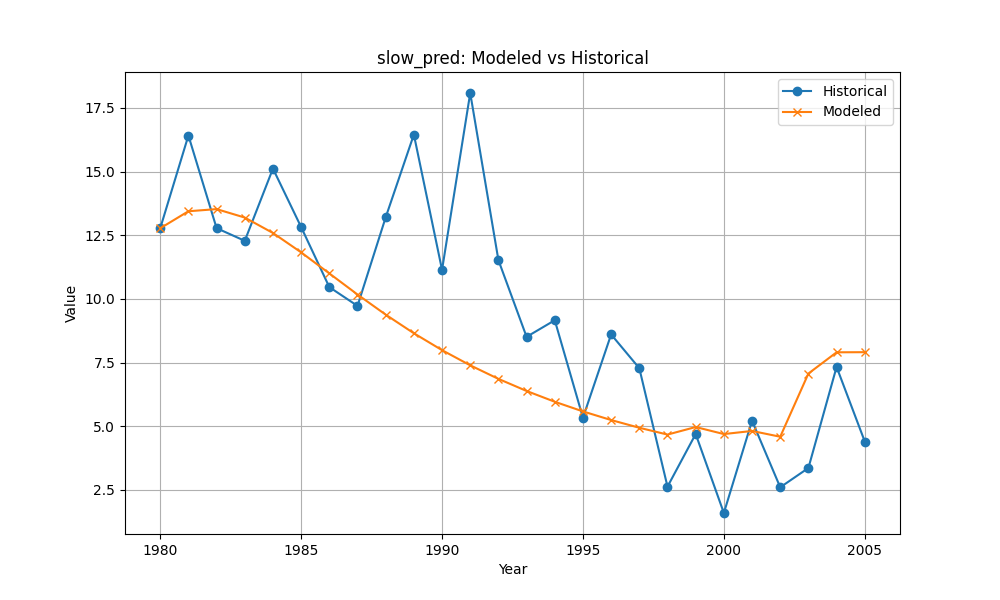 slow_pred: Modeled vs Historical
Historical
Modeled
Value
17.5
15.0
12.5
10.0
7.5
5.0
2.5
1980
1985
1990
1995
2000
2005
Year